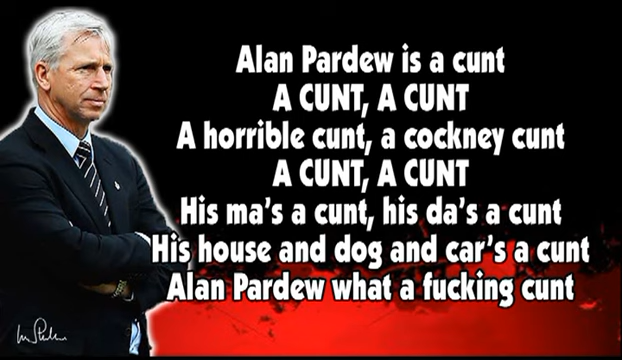 Alan Pardew is a cunt
A CUNT, A CUNT
A horrible cunt, a cockney cunt
A CUNT, A CUNT
His ma's a cunt, his da's a cunt
His house and dog and car's a cunt
Alan Pardew what a fucking cunt